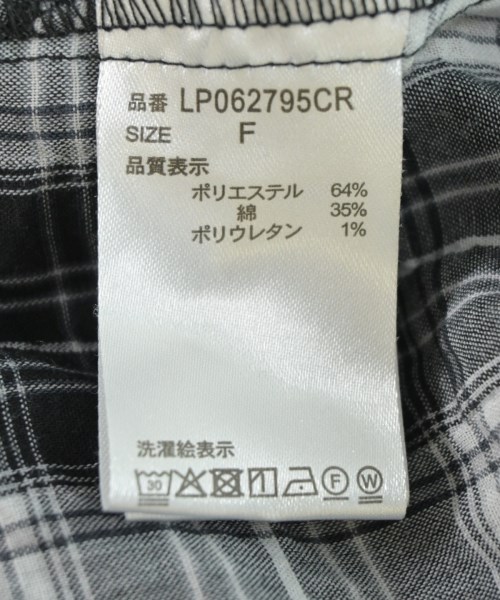 品番 LP062795CR
SIZE F
品質表示
ポリエステル 64%
綿 35%
ポリウレタン 1%
洗濯絵表示
30 F W